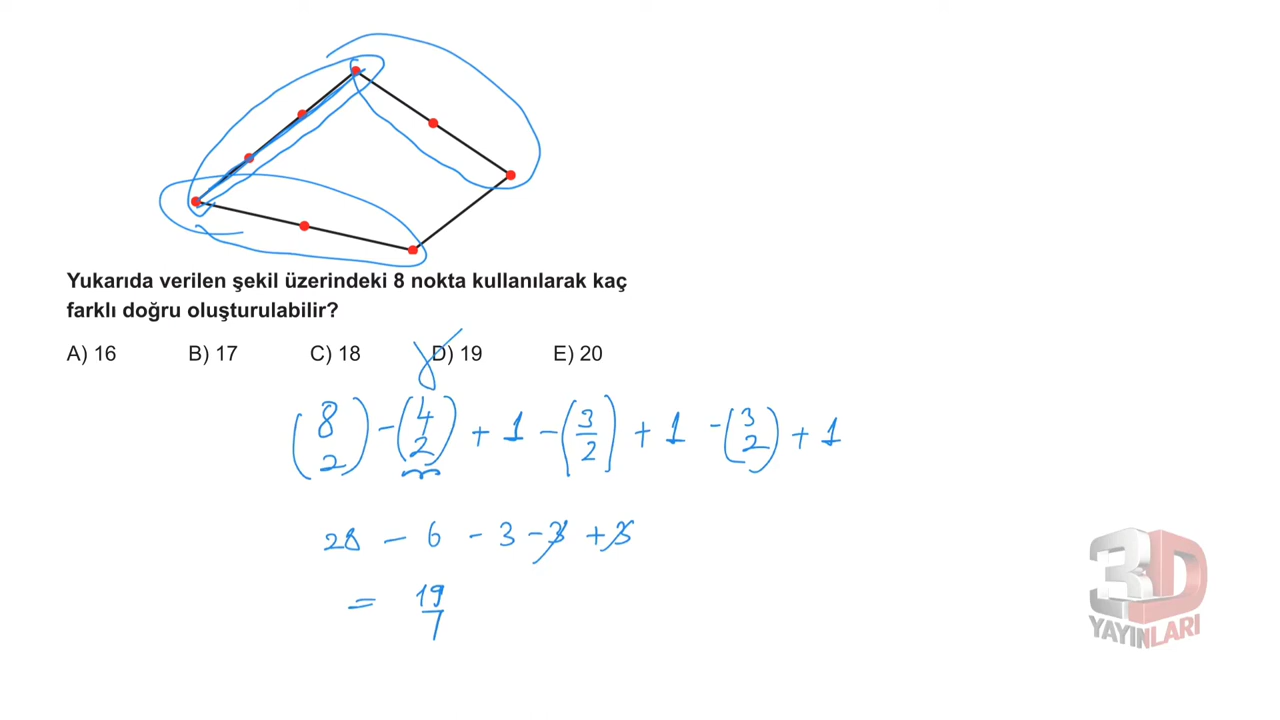 Yukarıda verilen şekil üzerindeki 8 nokta kullanılarak kaç
farklı doğru oluşturulabilir?
A) 16 B) 17 C) 18 D) 19 E) 20
(8 2) - (4 2) + 1 - (3 2) + 1 - (3 2) + 1
28 - 6 - 3 - 3 + 3
= 19
3D
YAYINLARI